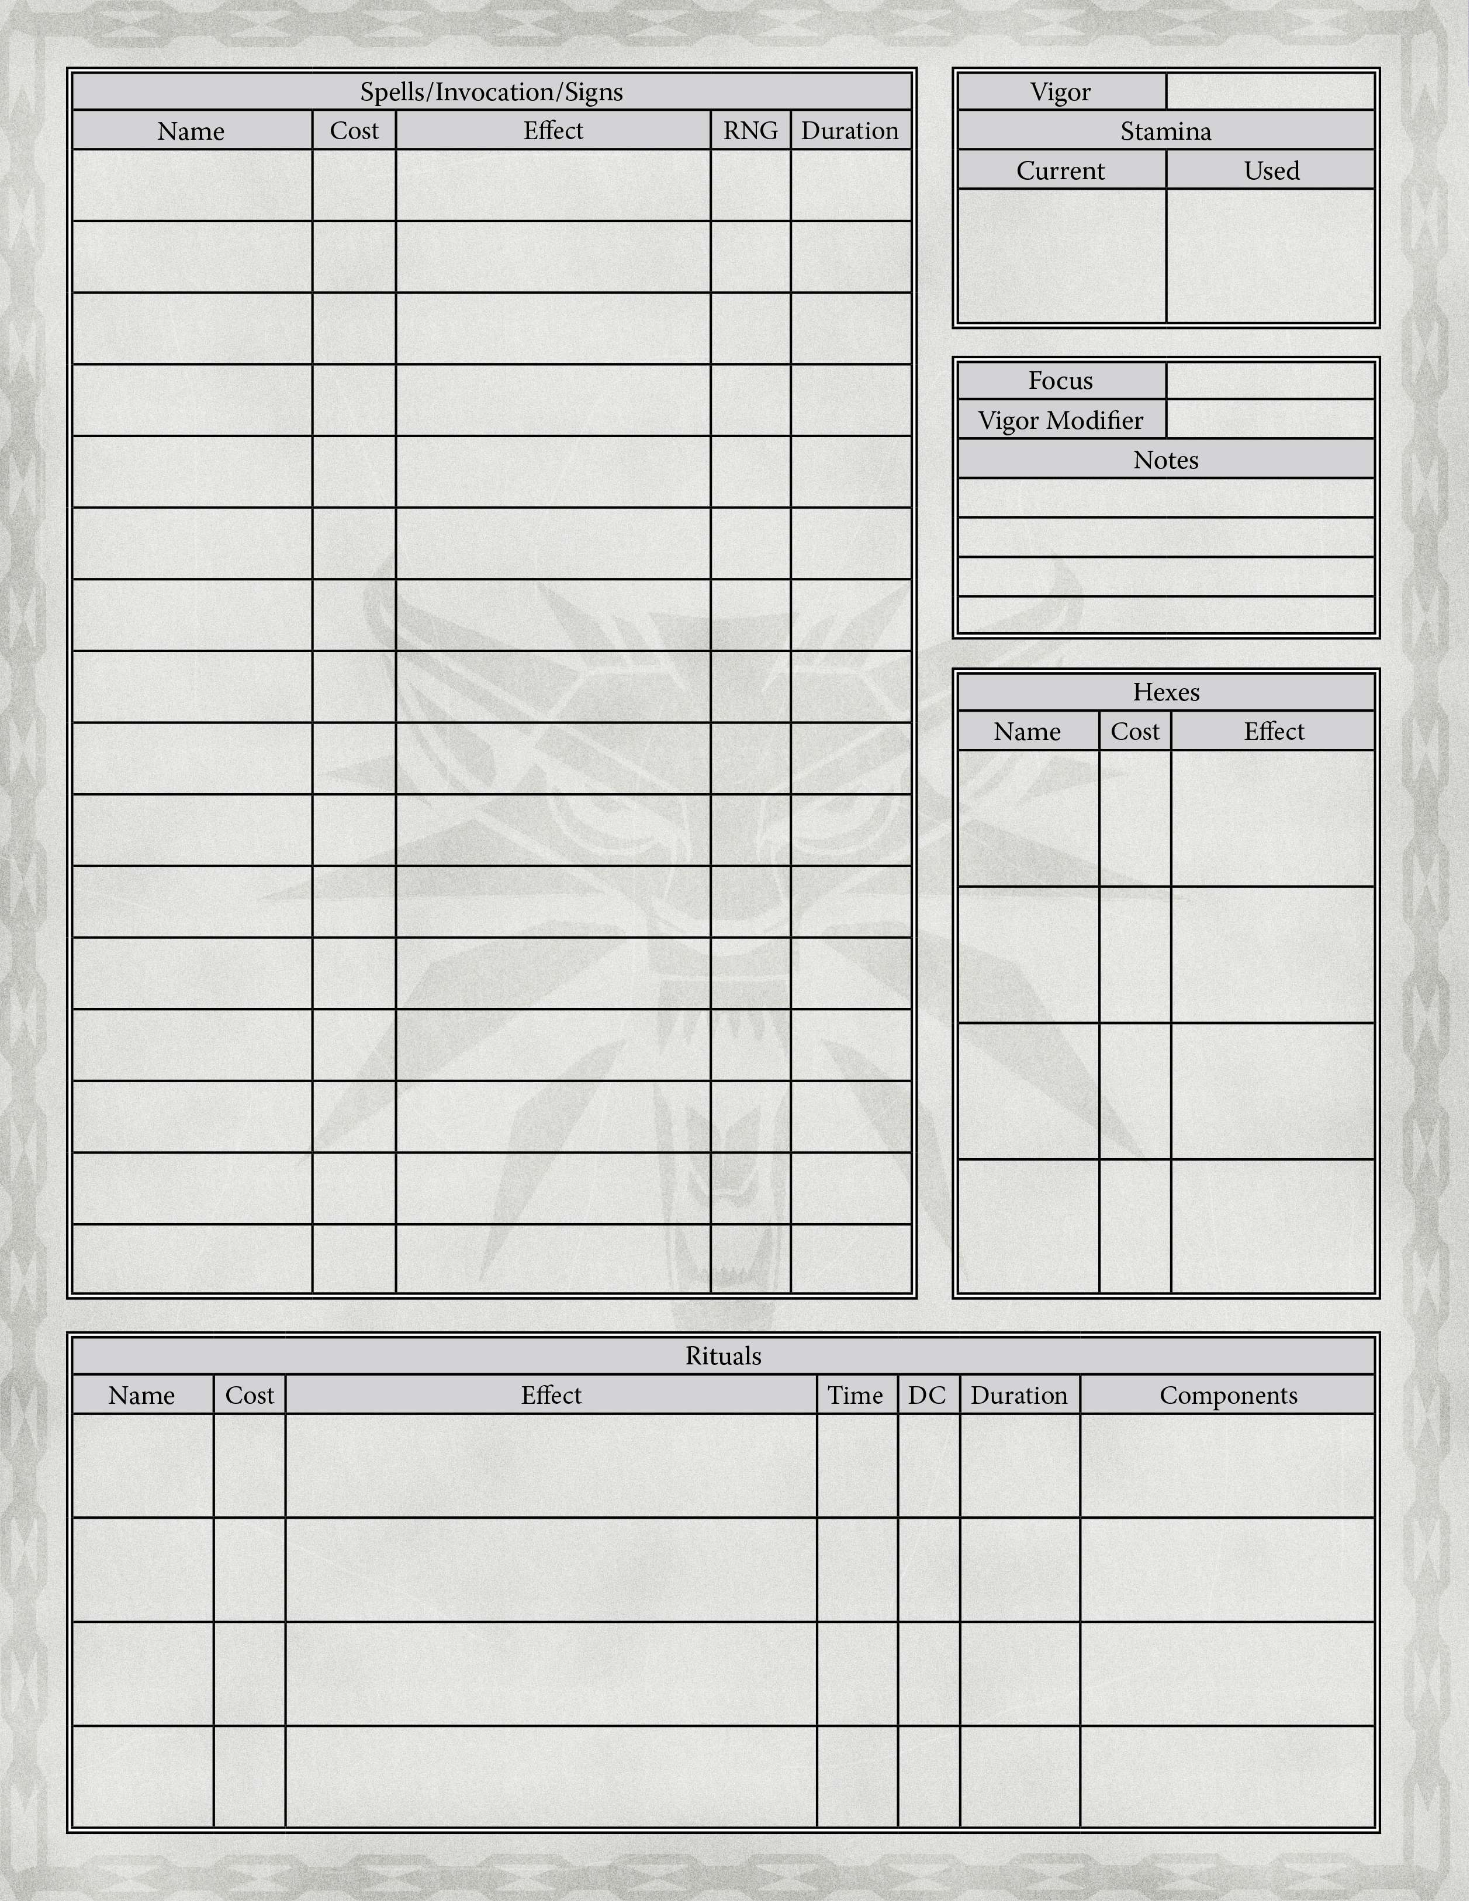 Spells/Invocation/Signs
Name Cost Effect RNG Duration
Vigor
Stamina
Current Used
Focus
Vigor Modifier
Notes
Hexes
Name Cost Effect
Rituals
Name Cost Effect Time DC Duration Components